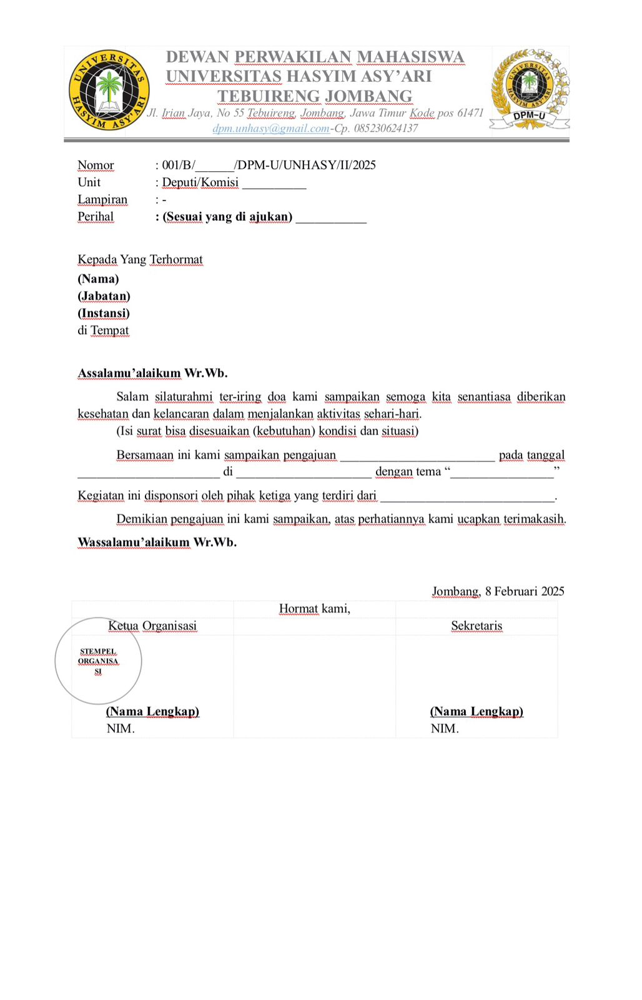 DEWAN PERWAKILAN MAHASISWA
UNIVERSITAS HASYIM ASY’ARI
TEBUIRENG JOMBANG
Jl. Irian Jaya, No 55 Tebuireng, Jombang, Jawa Timur Kode pos 61471
dpm.unhasy@gmail.com-Cp. 085230624137
UNIVERSITAS
HASYIM ASY'ARI
UNIVERSITAS
HASYIM ASY'ARI
DPM-U
Nomor : 001/B/______/DPM-U/UNHASY/II/2025
Unit : Deputi/Komisi __________
Lampiran : -
Perihal : (Sesuai yang di ajukan) ___________
Kepada Yang Terhormat
(Nama)
(Jabatan)
(Instansi)
di Tempat
Assalamu’alaikum Wr.Wb.
Salam silaturahmi ter-iring doa kami sampaikan semoga kita senantiasa diberikan
kesehatan dan kelancaran dalam menjalankan aktivitas sehari-hari.
(Isi surat bisa disesuaikan (kebutuhan) kondisi dan situasi)
Bersamaan ini kami sampaikan pengajuan ________________________ pada tanggal
______________________ di _____________________ dengan tema “________________”
Kegiatan ini disponsori oleh pihak ketiga yang terdiri dari ___________________________.
Demikian pengajuan ini kami sampaikan, atas perhatiannya kami ucapkan terimakasih.
Wassalamu’alaikum Wr.Wb.
Jombang, 8 Februari 2025
Hormat kami,
Ketua Organisasi Sekretaris
STEMPEL
ORGANISA
SI
(Nama Lengkap) (Nama Lengkap)
NIM. NIM.